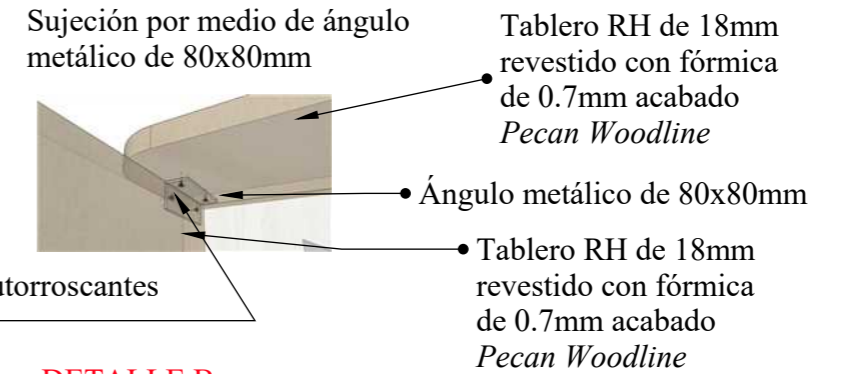 Sujeción por medio de ángulo
metálico de 80x80mm
Tablero RH de 18mm
revestido con fórmica
de 0.7mm acabado
Pecan Woodline
Ángulo metálico de 80x80mm
Tablero RH de 18mm
revestido con fórmica
de 0.7mm acabado
Pecan Woodline
utorroscantes